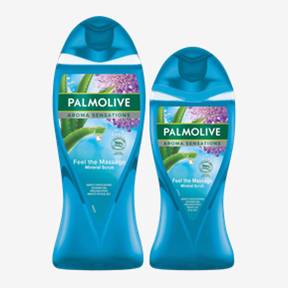 PALMOLIVE
AROMA SENSATIONS
Feel the Massage
Mineral Scrub
PALMOLIVE
AROMA SENSATIONS
Feel the Massage
Mineral Scrub